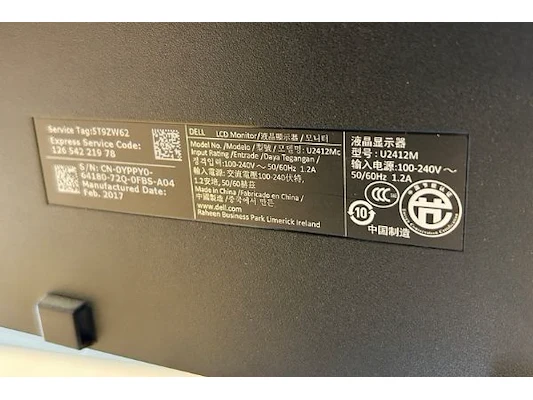 Service Tag:5T9ZW62
Express Service Code:
126 542 219 78
S/N: CN-0YPPY0-
64180-72Q-0FBS-A04
Manufactured Date:
Feb. 2017
DELL LCD Monitor/液晶顯示器/모니터
Model No./Modelo/型號/모델명: U2412Mc
Input Rating/Entrade/Daya Tegangan/
정격입력:100-240V～50/60Hz 1.2A
輸入電源:交流電壓100-240伏特,
1.2安培, 50/60赫茲
Made in China/Fabricado en China/
中國製造/중국에서 만든
www.dell.com
Raheen Business Park Limerick Ireland
液晶显示器
型号: U2412M
输入电源:100-240V～
50/60Hz 1.2A
10
CCC
中国制造